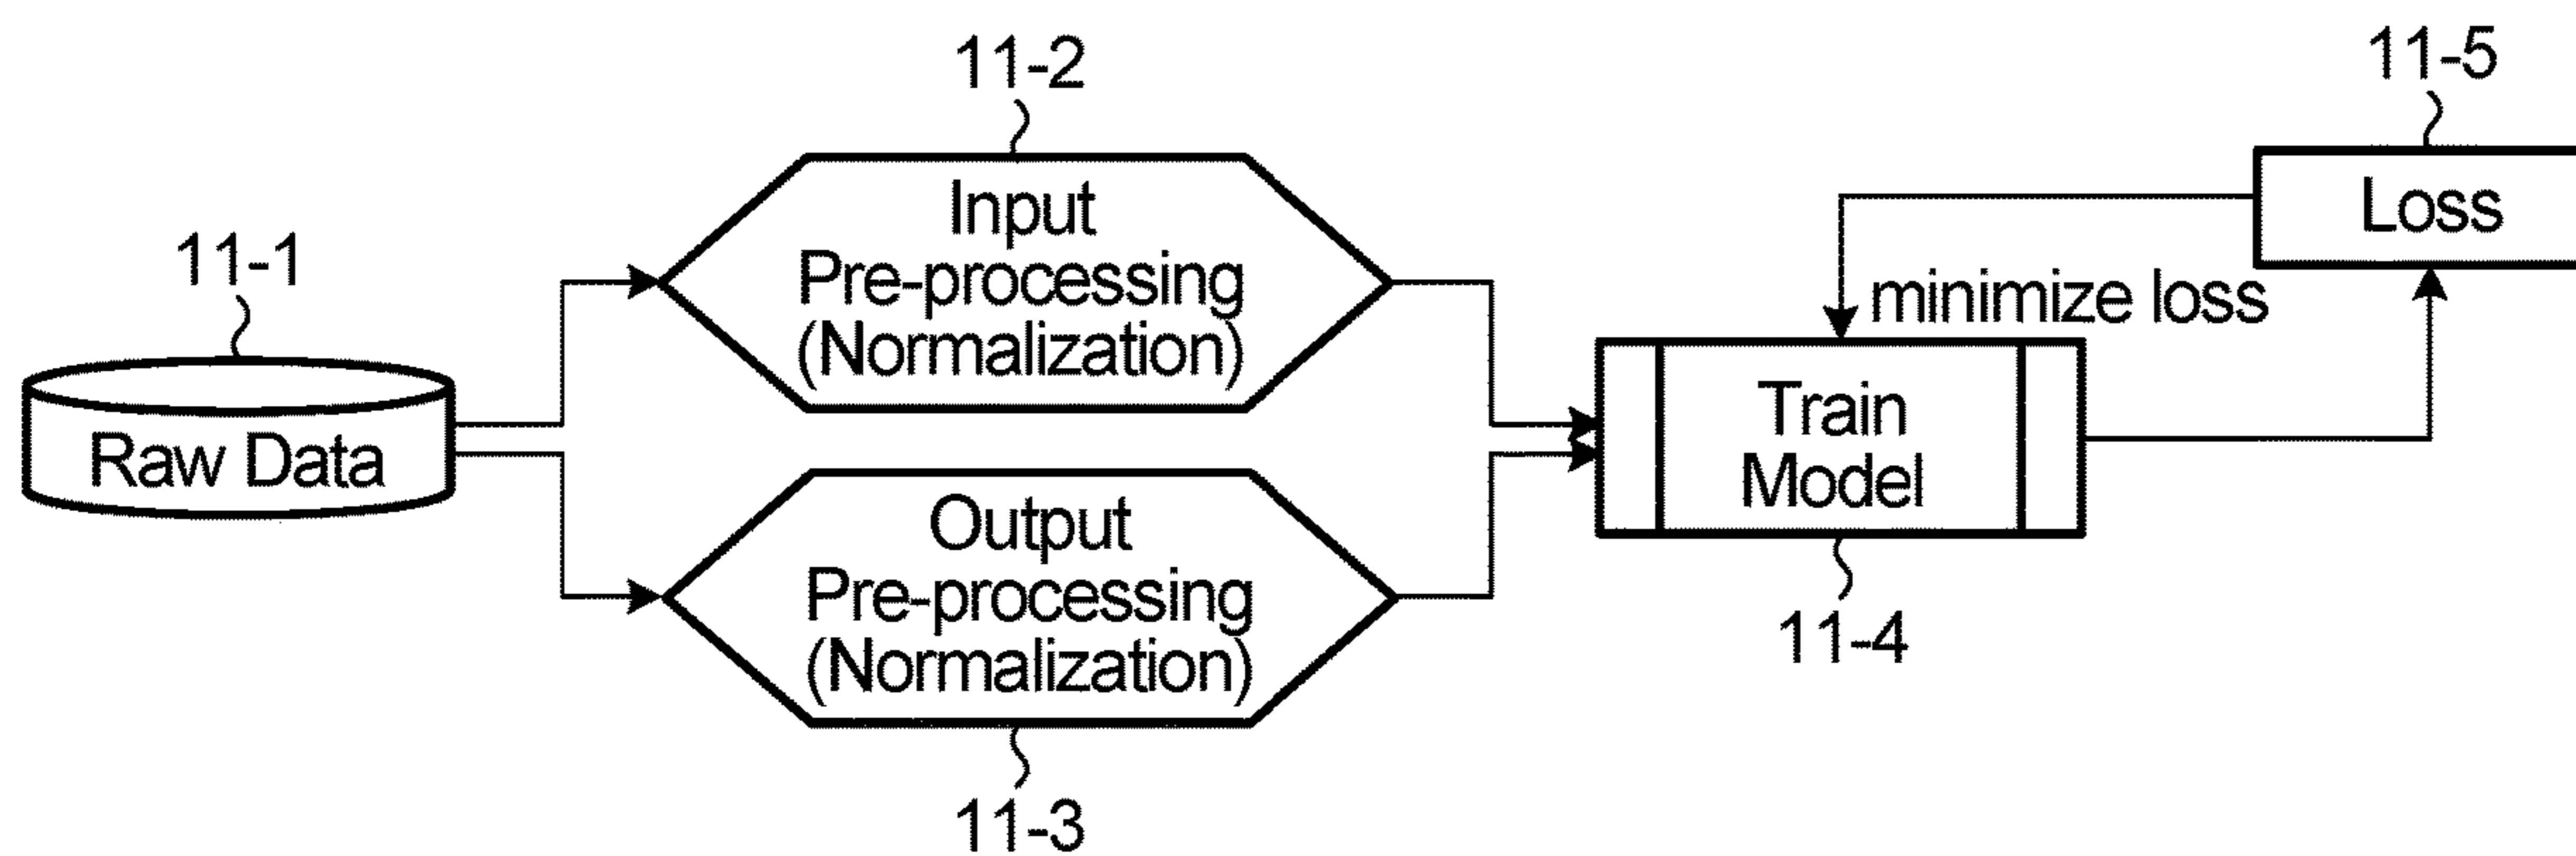 11-1
Raw Data
11-2
Input
Pre-processing
(Normalization)
Output
Pre-processing
(Normalization)
11-3
minimize loss
Train
Model
11-4
11-5
Loss